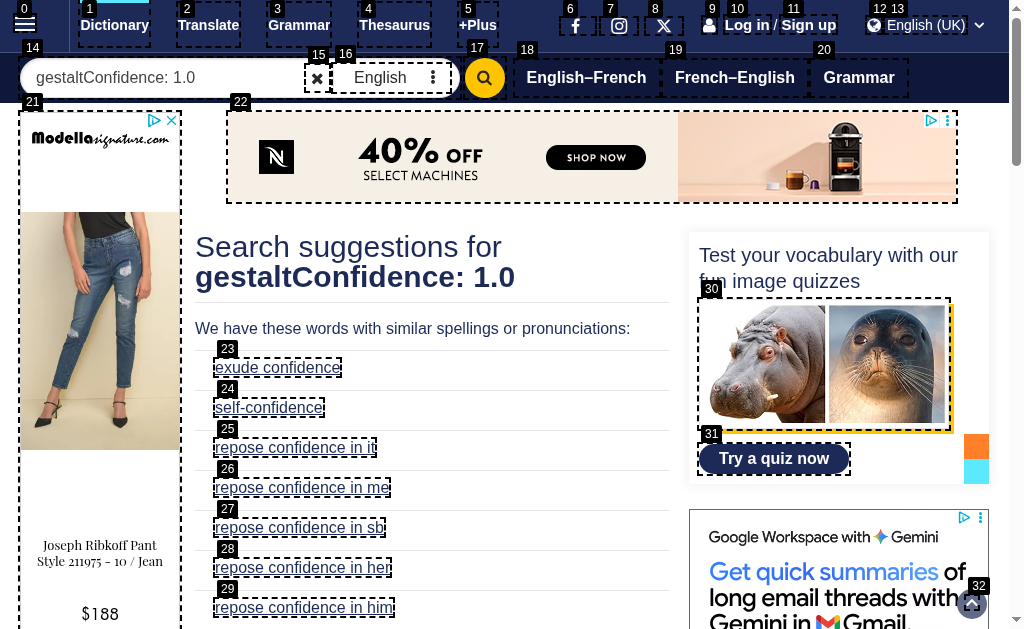 0 1 2 3 4 5 6 7 8 9 10 11 12 13
Dictionary Translate Grammar Thesaurus +Plus Log in / Sign up English (UK)
14 15 16 17 18 19 20
gestaltConfidence: 1.0 English English–French French–English Grammar
21 22
Modellasignature.com
N 40% OFF
SELECT MACHINES
SHOP NOW
Search suggestions for
gestaltConfidence: 1.0
We have these words with similar spellings or pronunciations:
23
exude confidence
24
self-confidence
25
repose confidence in it
26
repose confidence in me
27
repose confidence in sb
28
repose confidence in her
29
repose confidence in him
Joseph Ribkoff Pant
Style 211975 - 10 / Jean
$188
Test your vocabulary with our
fun image quizzes
30
31
Try a quiz now
Google Workspace with Gemini
Get quick summaries of
long email threads with
Gemini in Gmail.
32